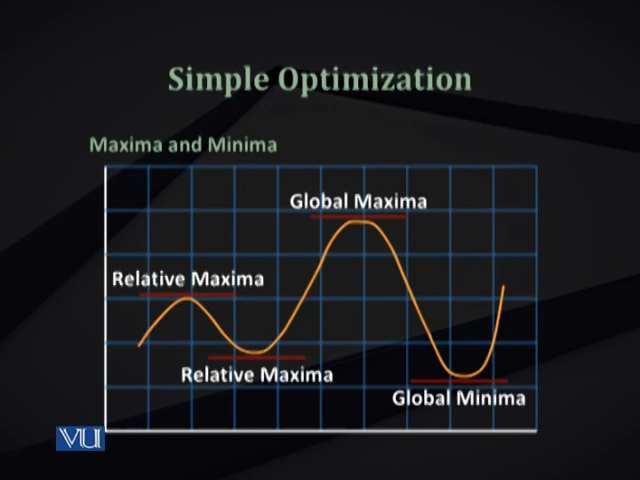 Simple Optimization
Maxima and Minima
Global Maxima
Relative Maxima
Relative Maxima
Global Minima
VU